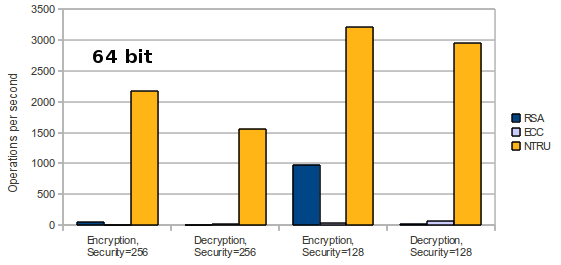 3500
3000
2500
2000
1500
1000
500
0
Operations per second
64 bit
Encryption,
Security=256
Decryption,
Security=256
Encryption,
Security=128
Decryption,
Security=128
RSA
ECC
NTRU